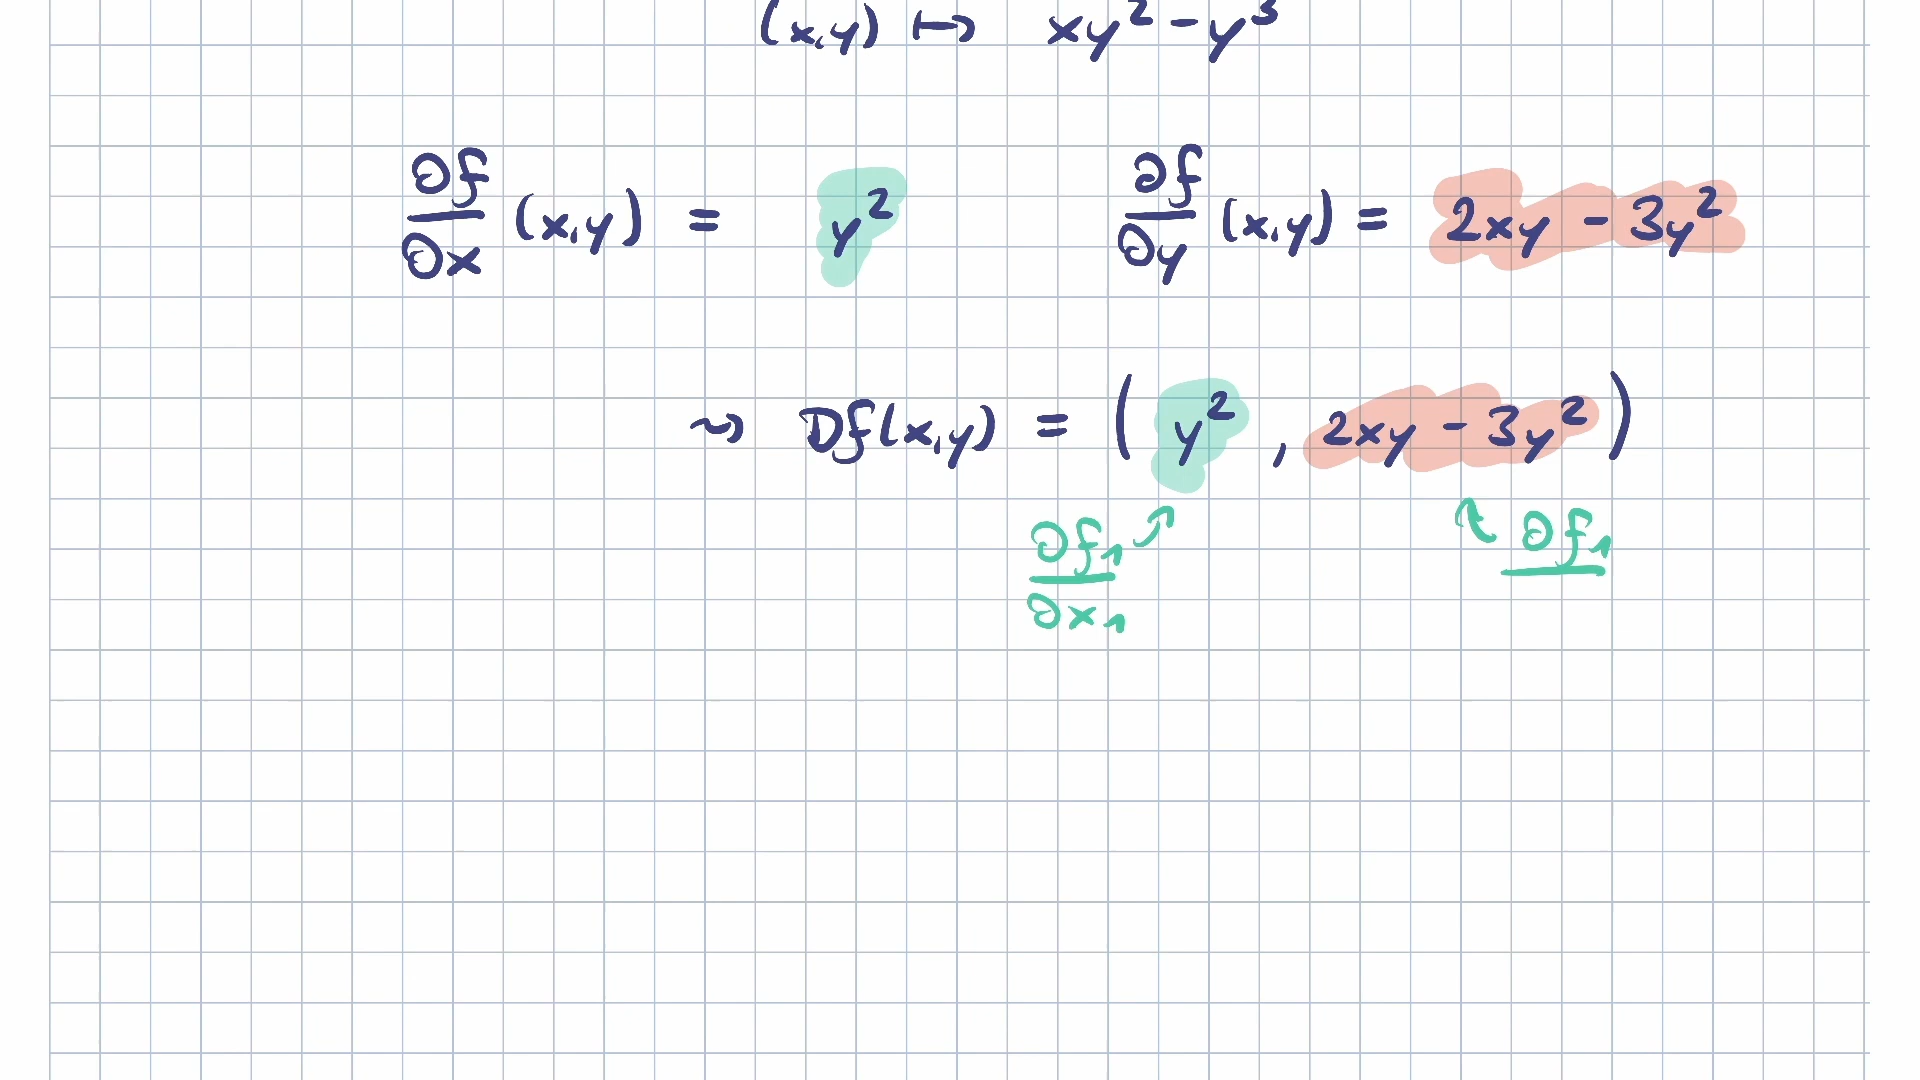 (x,y) ↦ xy² - y³
∂f/∂x (x,y) = y² ∂f/∂y (x,y) = 2xy - 3y²
⤳ Df(x,y) = ( y² , 2xy - 3y² )
∂f₁/∂x₁ ∂f₁